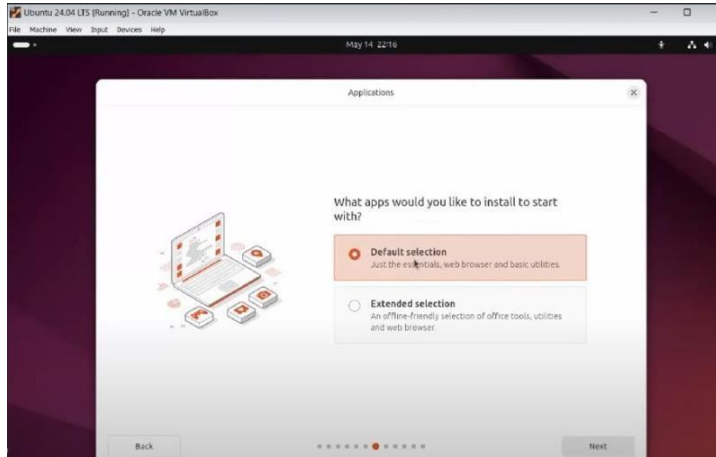 Ubuntu 24.04 LTS [Running] - Oracle VM VirtualBox
File Machine View Input Devices Help
May 14 22:16
Applications
What apps would you like to install to start
with?
Default selection
Just the essentials, web browser and basic utilities.
Extended selection
An offline-friendly selection of office tools, utilities
and web browser.
Back
Next